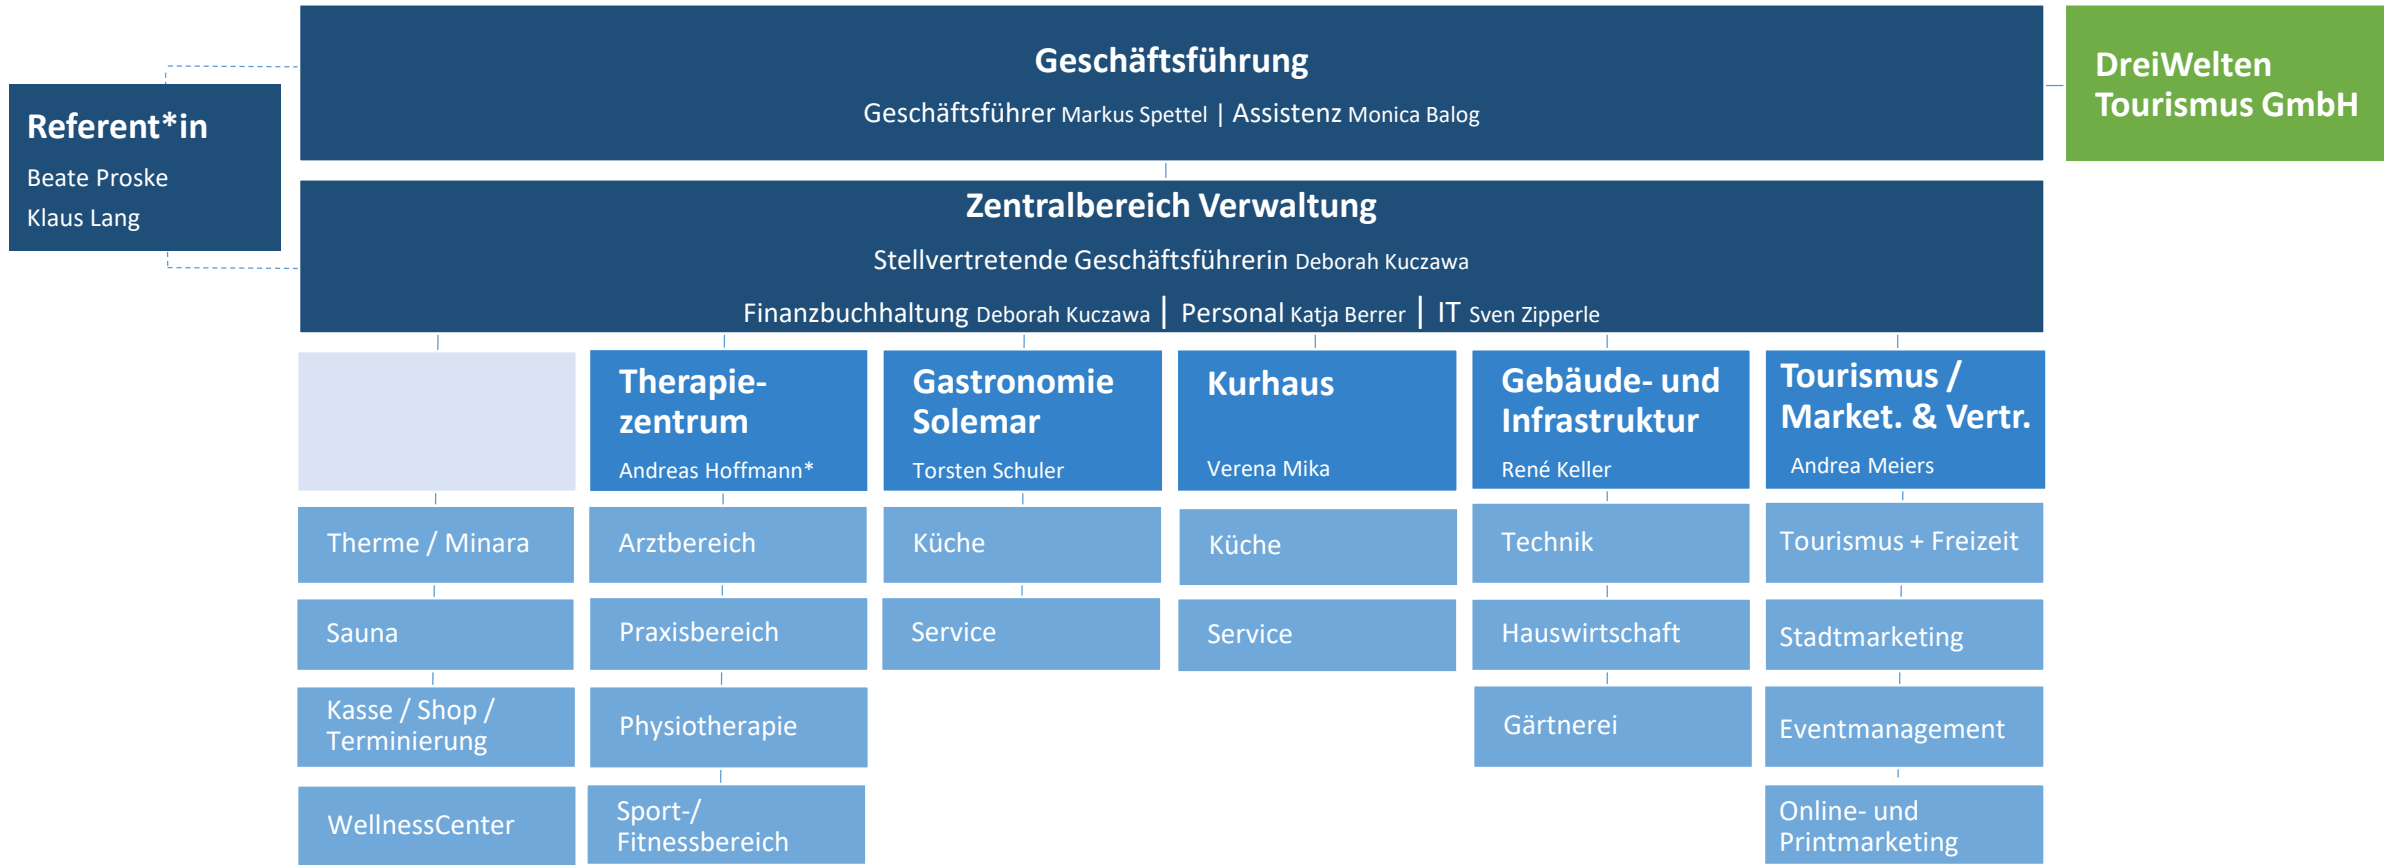 Geschäftsführung
Geschäftsführer Markus Spettel | Assistenz Monica Balog
DreiWelten
Tourismus GmbH
Referent*in
Beate Proske
Klaus Lang
Zentralbereich Verwaltung
Stellvertretende Geschäftsführerin Deborah Kuczawa
Finanzbuchhaltung Deborah Kuczawa | Personal Katja Berrer | IT Sven Zipperle
Therapie-
zentrum
Andreas Hoffmann*
Gastronomie
Solemar
Torsten Schuler
Kurhaus
Verena Mika
Gebäude- und
Infrastruktur
René Keller
Tourismus /
Market. & Vertr.
Andrea Meiers
Therme / Minara
Sauna
Kasse / Shop /
Terminierung
WellnessCenter
Arztbereich
Praxisbereich
Physiotherapie
Sport-/
Fitnessbereich
Küche
Service
Küche
Service
Technik
Hauswirtschaft
Gärtnerei
Tourismus + Freizeit
Stadtmarketing
Eventmanagement
Online- und
Printmarketing